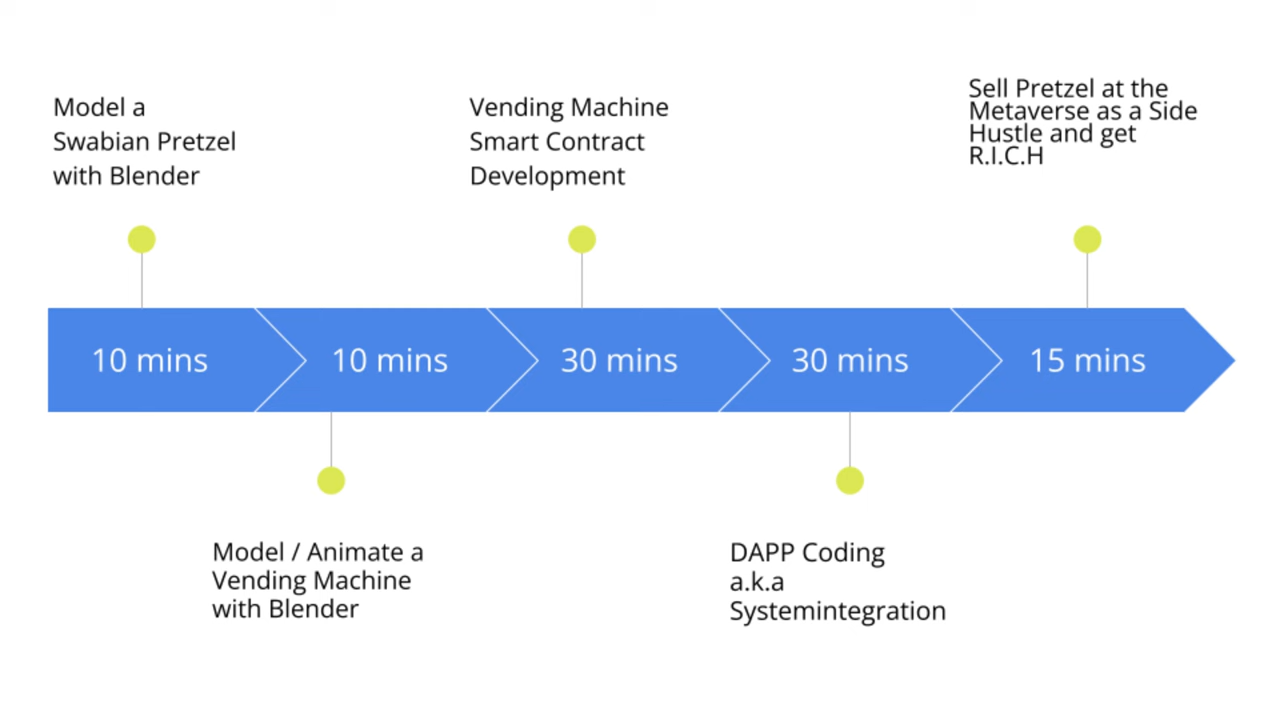 Model a
Swabian Pretzel
with Blender
Vending Machine
Smart Contract
Development
Sell Pretzel at the
Metaverse as a Side
Hustle and get
R.I.C.H
10 mins
10 mins
30 mins
30 mins
15 mins
Model / Animate a
Vending Machine
with Blender
DAPP Coding
a.k.a
Systemintegration